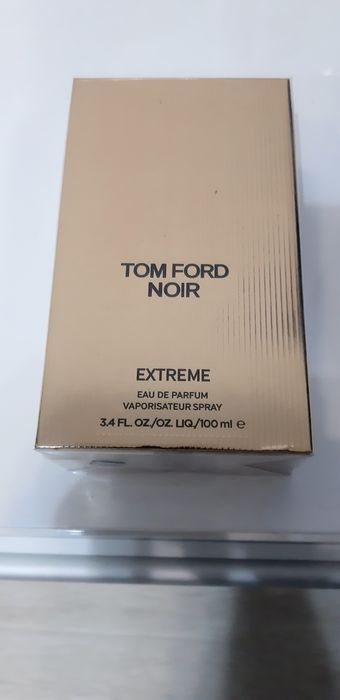 TOM FORD
NOIR
EXTREME
EAU DE PARFUM
VAPORISATEUR SPRAY
3.4 FL. OZ./OZ. LIQ./100 ml ℮